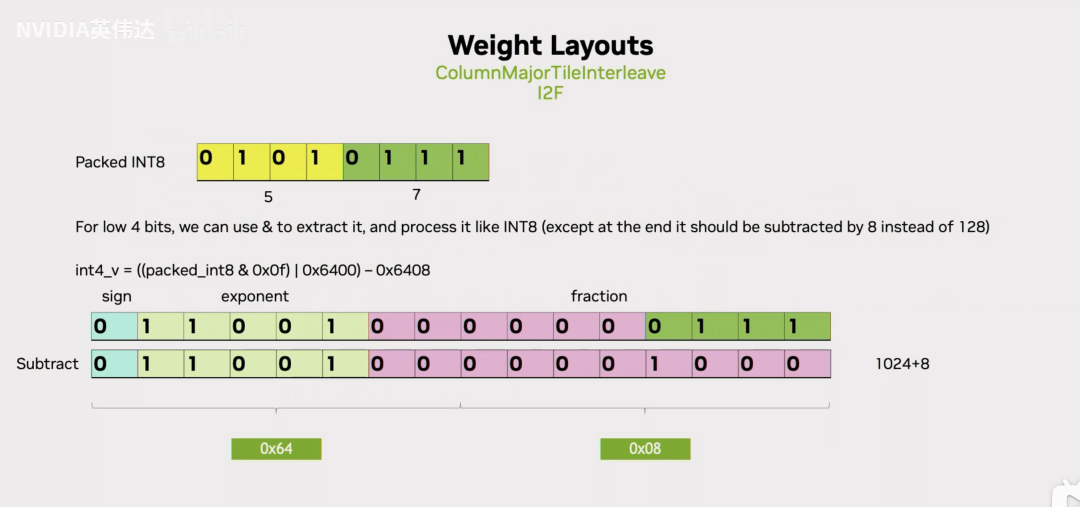 NVIDIA英伟达
Weight Layouts
ColumnMajorTileInterleave
I2F
Packed INT8 0 1 0 1 0 1 1 1
5 7
For low 4 bits, we can use & to extract it, and process it like INT8 (except at the end it should be subtracted by 8 instead of 128)
int4_v = ((packed_int8 & 0x0f) | 0x6400) – 0x6408
sign exponent fraction
0 1 1 0 0 1 0 0 0 0 0 0 0 1 1 1
Subtract 0 1 1 0 0 1 0 0 0 0 0 0 1 0 0 0 1024+8
0x64 0x08